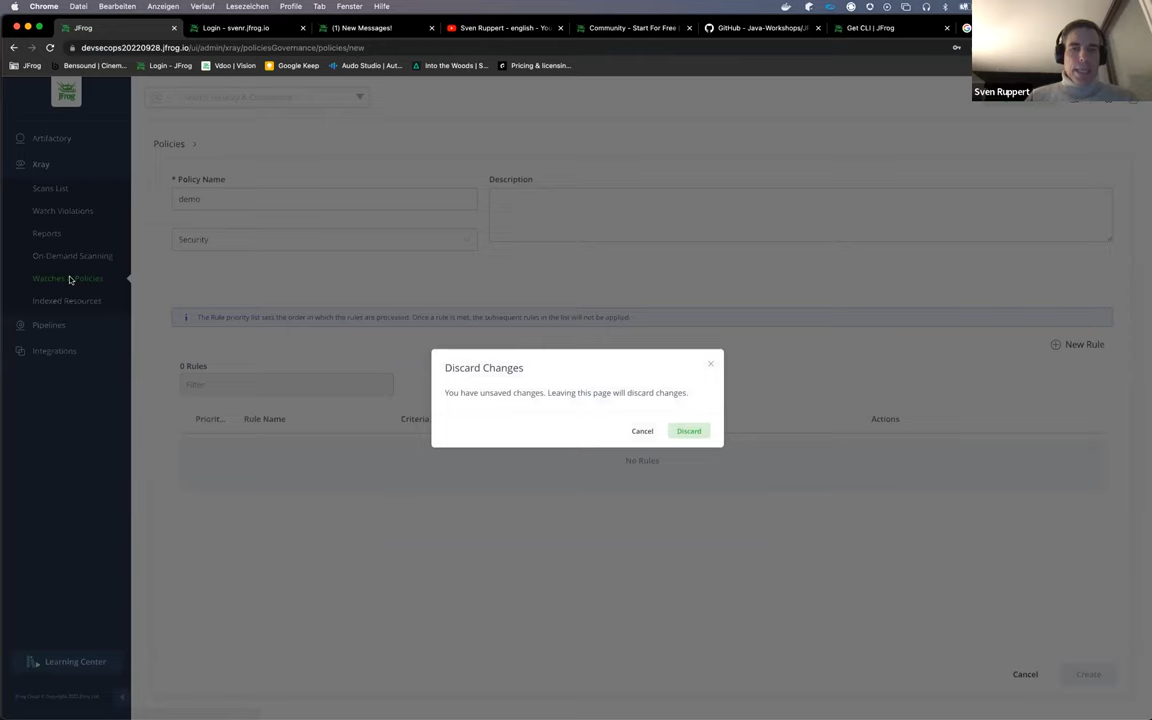 Chrome Datei Bearbeiten Anzeigen Verlauf Lesezeichen Profile Tab Fenster Hilfe
JFrog Login - svenr.jfrog.io (1) New Messages! Sven Ruppert - english - You Community - Start For Free GitHub - Java-Workshops/JF Get CLI | JFrog
devsecops20220928.jfrog.io/ui/admin/xray/policiesGovernance/policies/new
JFrog Bensound | Cinem... Login - JFrog Vdoo | Vision Google Keep Audo Studio | Aut... Into the Woods | S... Pricing & licensin...
Sven Ruppert
JFrog
Artifactory
Xray
Scans List
Watch Violations
Reports
On-Demand Scanning
Watches & Policies
Indexed Resources
Pipelines
Integrations
Learning Center
Policies >
* Policy Name
demo
Description
Security
The Rule priority list sets the order in which the rules are processed. Once a rule is met, the subsequent rules in the list will not be applied.
New Rule
0 Rules
Filter
Priorit... Rule Name Criteria Actions
No Rules
Discard Changes
You have unsaved changes. Leaving this page will discard changes.
Cancel Discard
Cancel Create